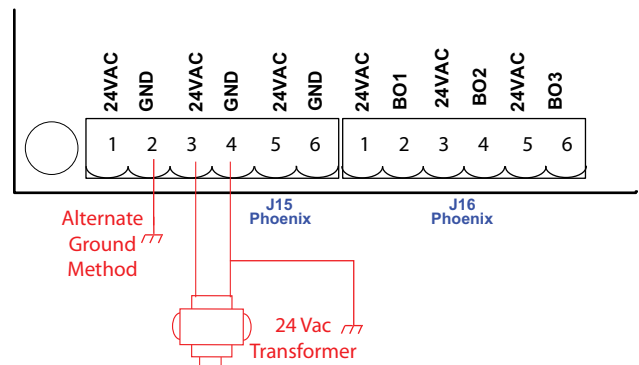 24VAC GND 24VAC GND 24VAC GND 24VAC BO1 24VAC BO2 24VAC BO3
1 2 3 4 5 6 1 2 3 4 5 6
J15
Phoenix
J16
Phoenix
Alternate
Ground
Method
24 Vac
Transformer